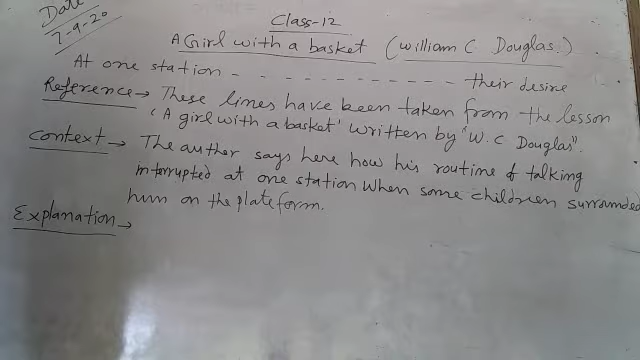 Date
7-9-20
Class-12
A Girl with a basket (William C Douglas.)
At one station - - - - - - - - - - - - - their desire
Reference → These lines have been taken from the lesson
'A girl with a basket' written by "W. C Douglas".
Context → The auther says here how his routine of talking
interrupted at one station when some children surrounded
him on the plateform.
Explanation →